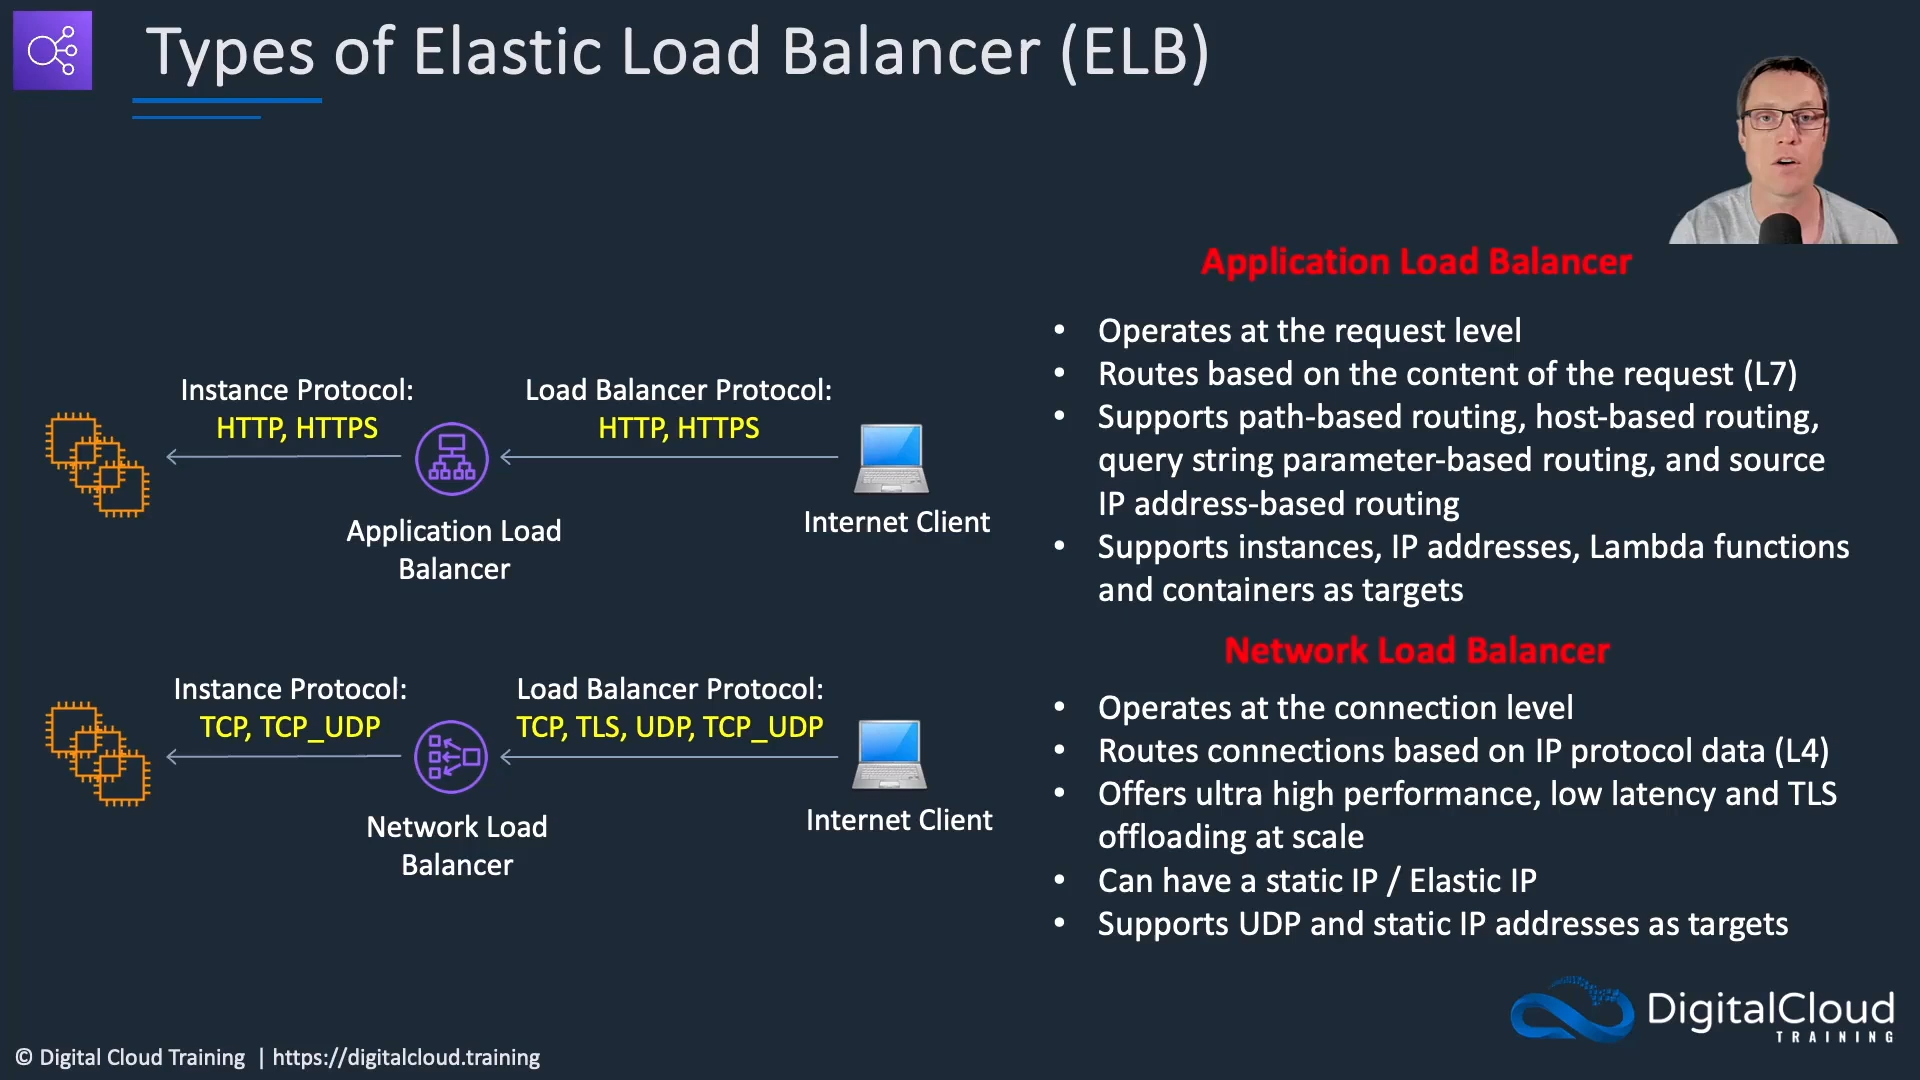 Types of Elastic Load Balancer (ELB)
Instance Protocol:
HTTP, HTTPS
Load Balancer Protocol:
HTTP, HTTPS
Application Load
Balancer
Internet Client
Instance Protocol:
TCP, TCP_UDP
Load Balancer Protocol:
TCP, TLS, UDP, TCP_UDP
Network Load
Balancer
Internet Client
Application Load Balancer
• Operates at the request level
• Routes based on the content of the request (L7)
• Supports path-based routing, host-based routing,
query string parameter-based routing, and source
IP address-based routing
• Supports instances, IP addresses, Lambda functions
and containers as targets
Network Load Balancer
• Operates at the connection level
• Routes connections based on IP protocol data (L4)
• Offers ultra high performance, low latency and TLS
offloading at scale
• Can have a static IP / Elastic IP
• Supports UDP and static IP addresses as targets
DigitalCloud
TRAINING
© Digital Cloud Training | https://digitalcloud.training